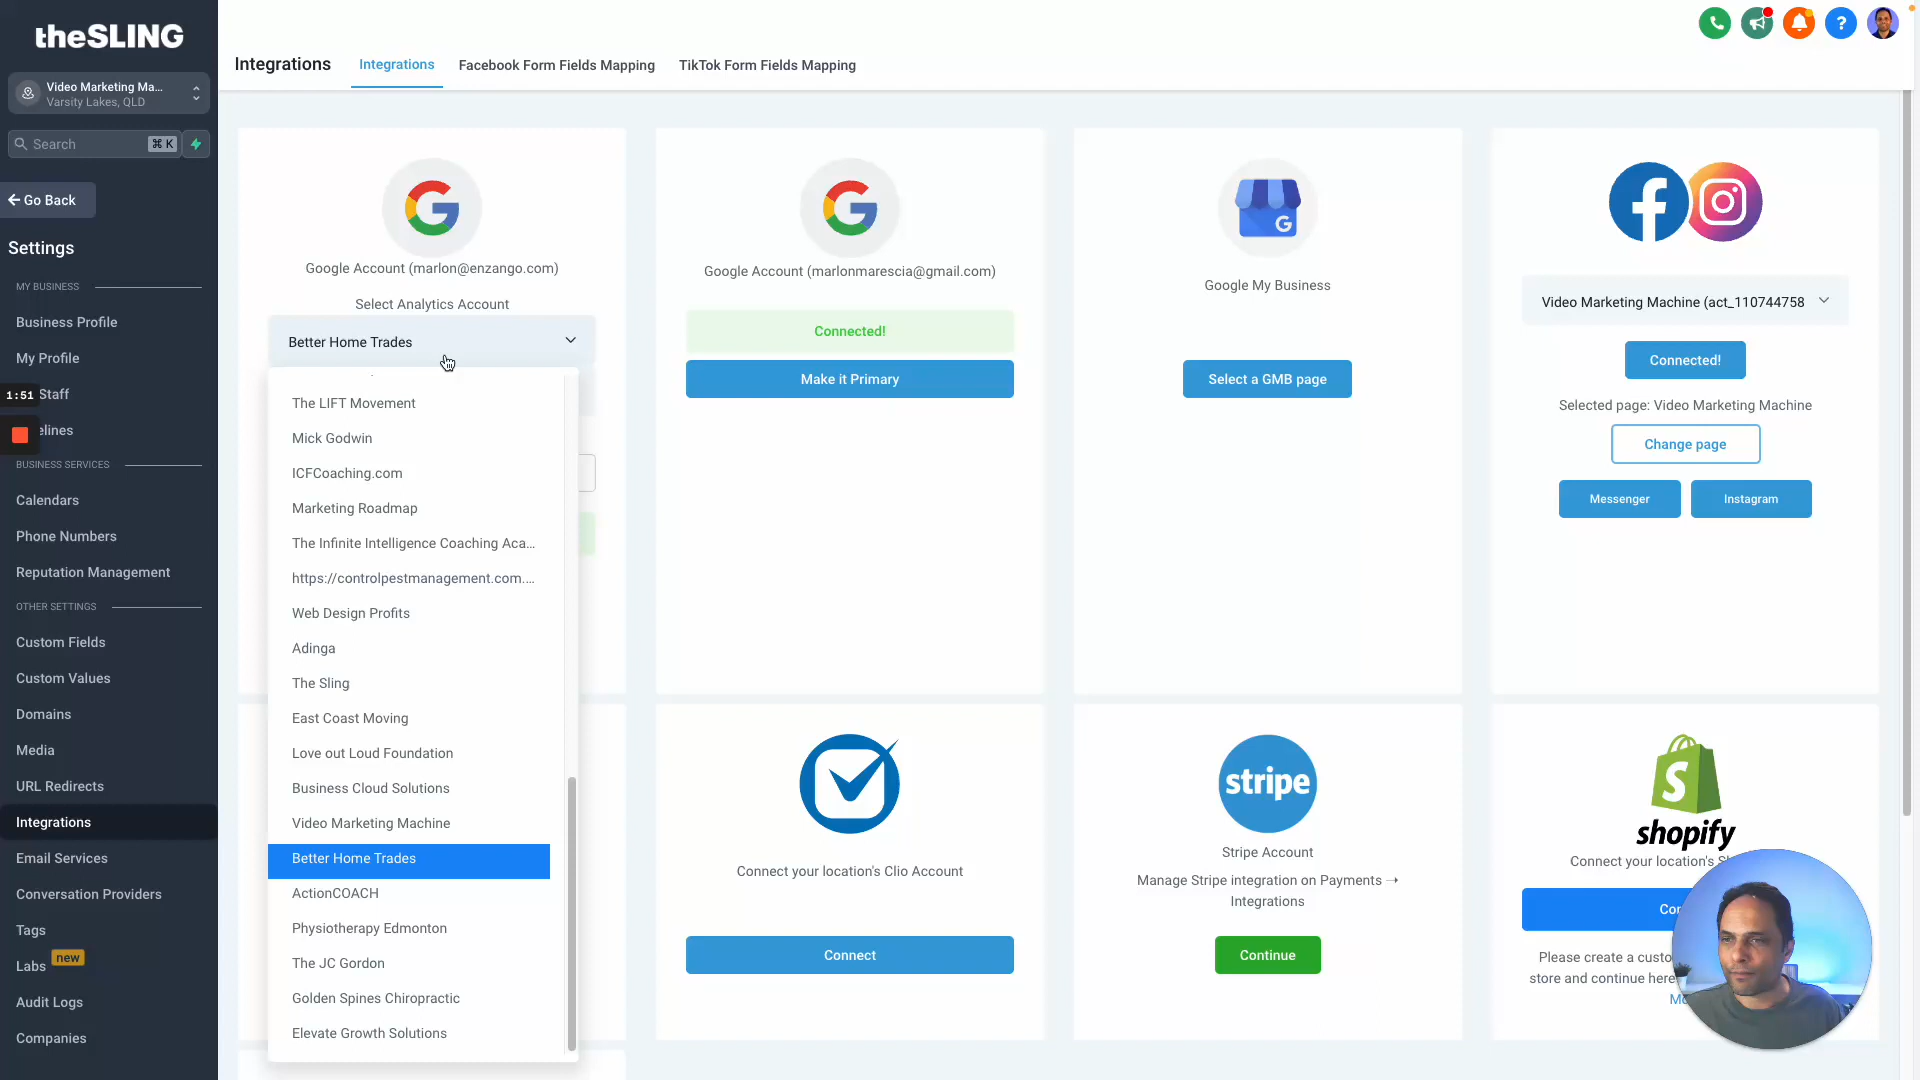 theSLING
Video Marketing Ma...
Varsity Lakes, QLD
Search
⌘ K
Go Back
Settings
MY BUSINESS
Business Profile
My Profile
1:51
Staff
elines
BUSINESS SERVICES
Calendars
Phone Numbers
Reputation Management
OTHER SETTINGS
Custom Fields
Custom Values
Domains
Media
URL Redirects
Integrations
Email Services
Conversation Providers
Tags
Labs new
Audit Logs
Companies
Integrations
Integrations
Facebook Form Fields Mapping
TikTok Form Fields Mapping
?
Google Account (marlon@enzango.com)
Select Analytics Account
Better Home Trades
The LIFT Movement
Mick Godwin
ICFCoaching.com
Marketing Roadmap
The Infinite Intelligence Coaching Aca...
https://controlpestmanagement.com....
Web Design Profits
Adinga
The Sling
East Coast Moving
Love out Loud Foundation
Business Cloud Solutions
Video Marketing Machine
Better Home Trades
ActionCOACH
Physiotherapy Edmonton
The JC Gordon
Golden Spines Chiropractic
Elevate Growth Solutions
Google Account (marlonmarescia@gmail.com)
Connected!
Make it Primary
G
Google My Business
Select a GMB page
Video Marketing Machine (act_110744758
Connected!
Selected page: Video Marketing Machine
Change page
Messenger
Instagram
Connect your location's Clio Account
Connect
stripe
Stripe Account
Manage Stripe integration on Payments ➝
Integrations
Continue
shopify
Connect your location's
Please create a custo
store and continue here